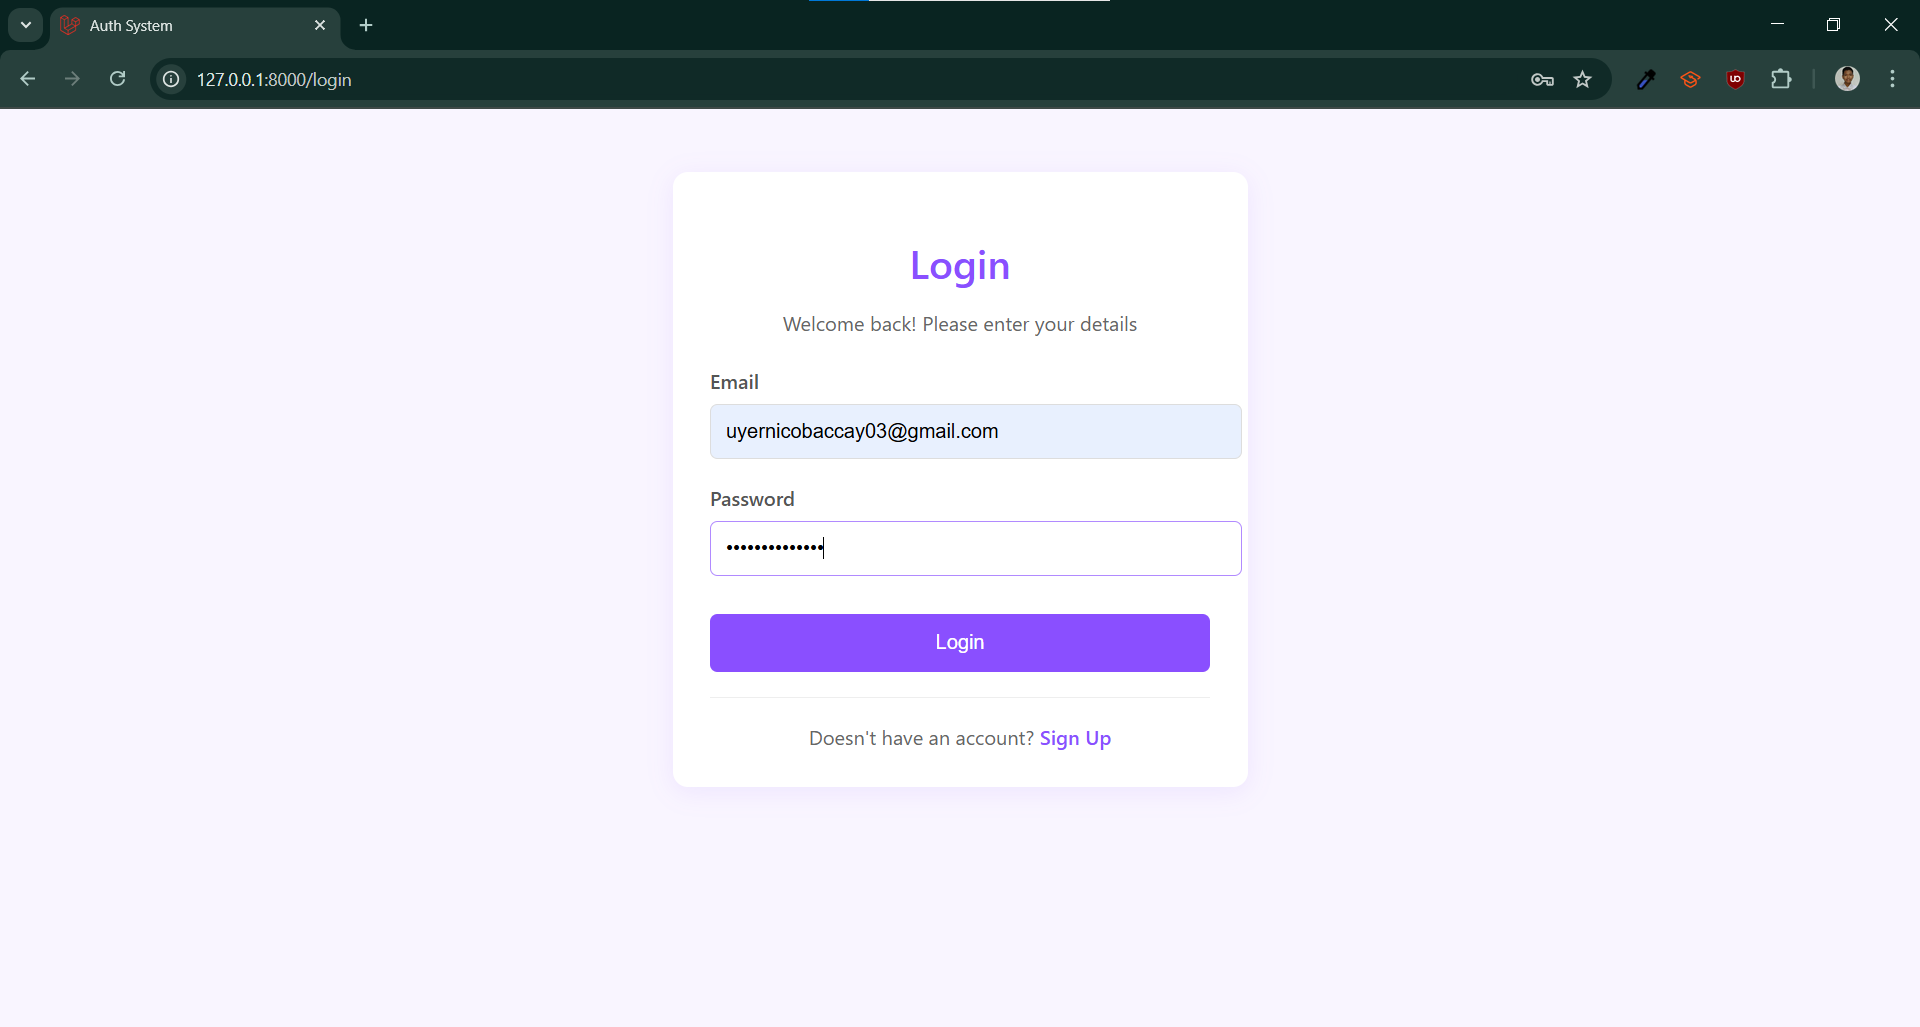 Auth System
127.0.0.1:8000/login
Login
Welcome back! Please enter your details
Email
uyernicobaccay03@gmail.com
Password
••••••••••••••
Login
Doesn't have an account? Sign Up